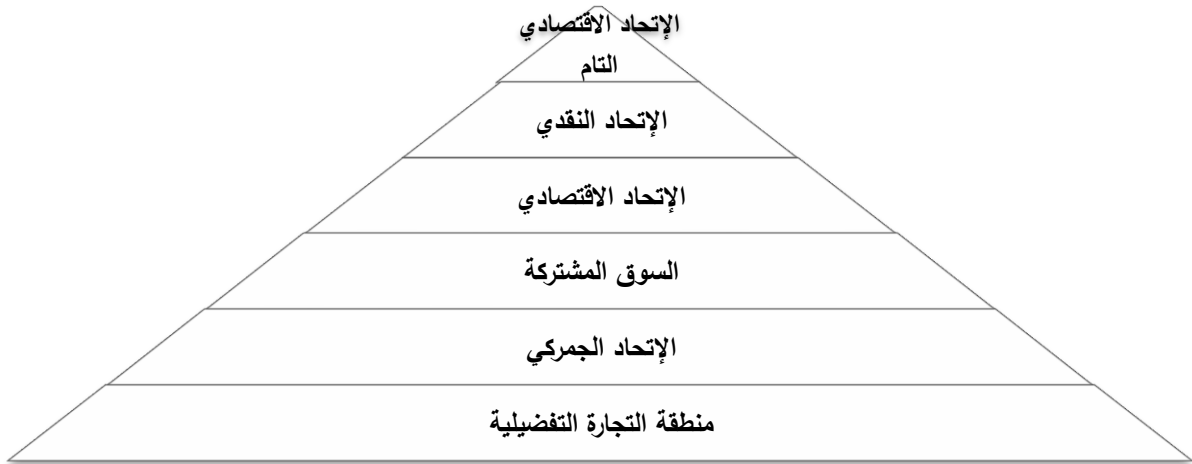 الإتحاد الاقتصادي
التام
الإتحاد النقدي
الإتحاد الاقتصادي
السوق المشتركة
الإتحاد الجمركي
منطقة التجارة التفضيلية